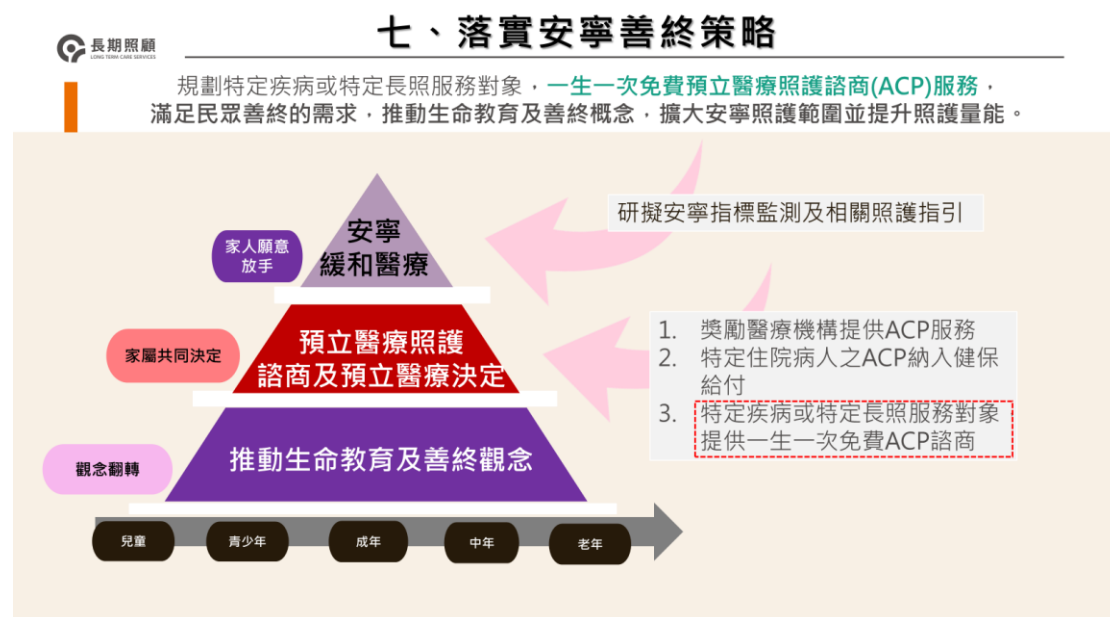 七、落實安寧善終策略
長期照顧
LONG TERM CARE SERVICES
規劃特定疾病或特定長照服務對象，一生一次免費預立醫療照護諮商(ACP)服務，
滿足民眾善終的需求，推動生命教育及善終概念，擴大安寧照護範圍並提升照護量能。
研擬安寧指標監測及相關照護指引
家人願意
放手
安寧
緩和醫療
家屬共同決定
預立醫療照護
諮商及預立醫療決定
1. 獎勵醫療機構提供ACP服務
2. 特定住院病人之ACP納入健保
給付
3. 特定疾病或特定長照服務對象
提供一生一次免費ACP諮商
觀念翻轉
推動生命教育及善終觀念
兒童
青少年
成年
中年
老年